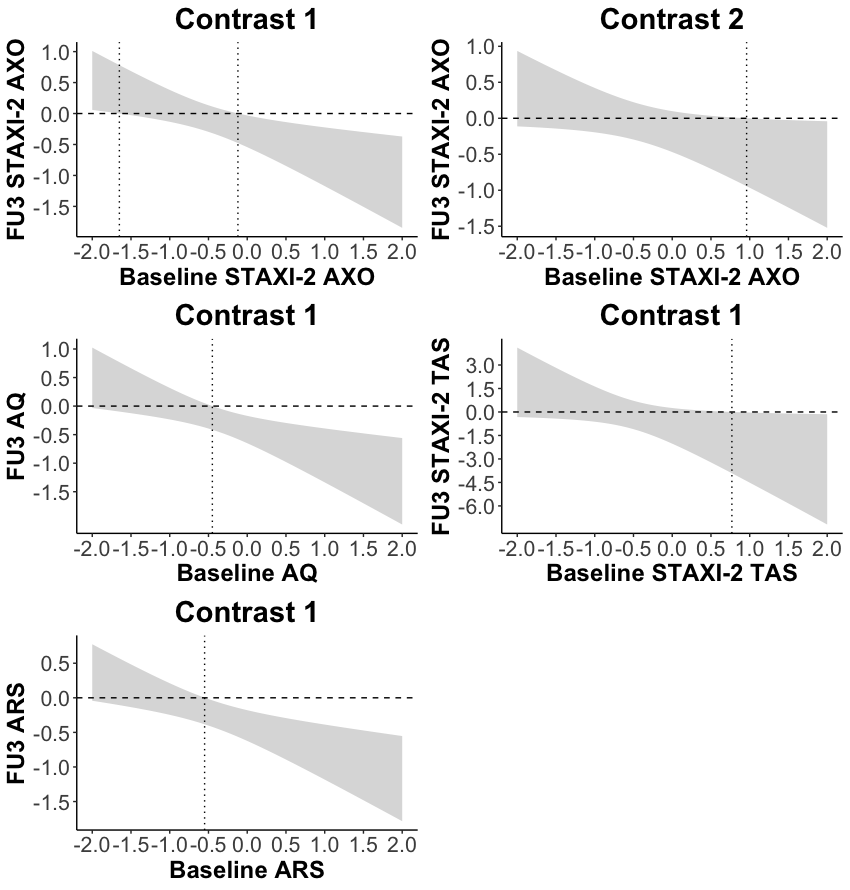 Contrast 1
FU3 STAXI-2 AXO
1.0
0.5
0.0
-0.5
-1.0
-1.5
-2.0 -1.5 -1.0 -0.5 0.0 0.5 1.0 1.5 2.0
Baseline STAXI-2 AXO
Contrast 2
FU3 STAXI-2 AXO
1.0
0.5
0.0
-0.5
-1.0
-1.5
-2.0 -1.5 -1.0 -0.5 0.0 0.5 1.0 1.5 2.0
Baseline STAXI-2 AXO
Contrast 1
FU3 AQ
1.0
0.5
0.0
-0.5
-1.0
-1.5
-2.0 -1.5 -1.0 -0.5 0.0 0.5 1.0 1.5 2.0
Baseline AQ
Contrast 1
FU3 STAXI-2 TAS
3.0
1.5
0.0
-1.5
-3.0
-4.5
-6.0
-2.0 -1.5 -1.0 -0.5 0.0 0.5 1.0 1.5 2.0
Baseline STAXI-2 TAS
Contrast 1
FU3 ARS
0.5
0.0
-0.5
-1.0
-1.5
-2.0 -1.5 -1.0 -0.5 0.0 0.5 1.0 1.5 2.0
Baseline ARS